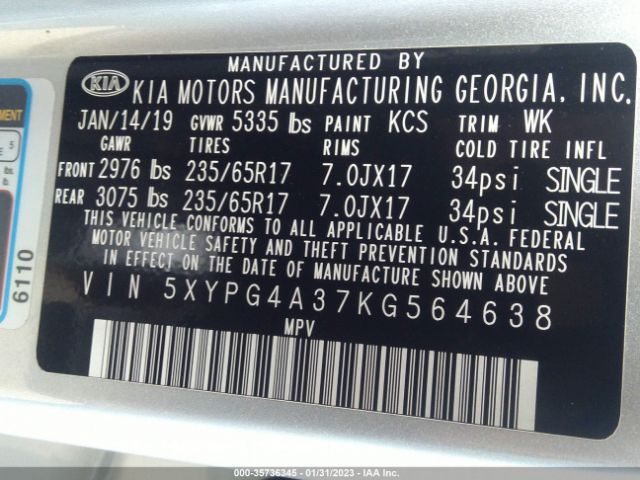 MANUFACTURED BY
KIA KIA MOTORS MANUFACTURING GEORGIA, INC.
JAN/14/19 GVWR 5335 lbs PAINT KCS TRIM WK
GAWR TIRES RIMS COLD TIRE INFL
FRONT 2976 lbs 235/65R17 7.0JX17 34psi SINGLE
REAR 3075 lbs 235/65R17 7.0JX17 34psi SINGLE
THIS VEHICLE CONFORMS TO ALL APPLICABLE U.S.A. FEDERAL
MOTOR VEHICLE SAFETY AND THEFT PREVENTION STANDARDS
IN EFFECT ON THE DATE OF MANUFACTURE SHOWN ABOVE
VIN 5XYPG4A37KG564638
MPV
5
lbs.
6110
000-35736345 - 01/31/2023 - IAA Inc.